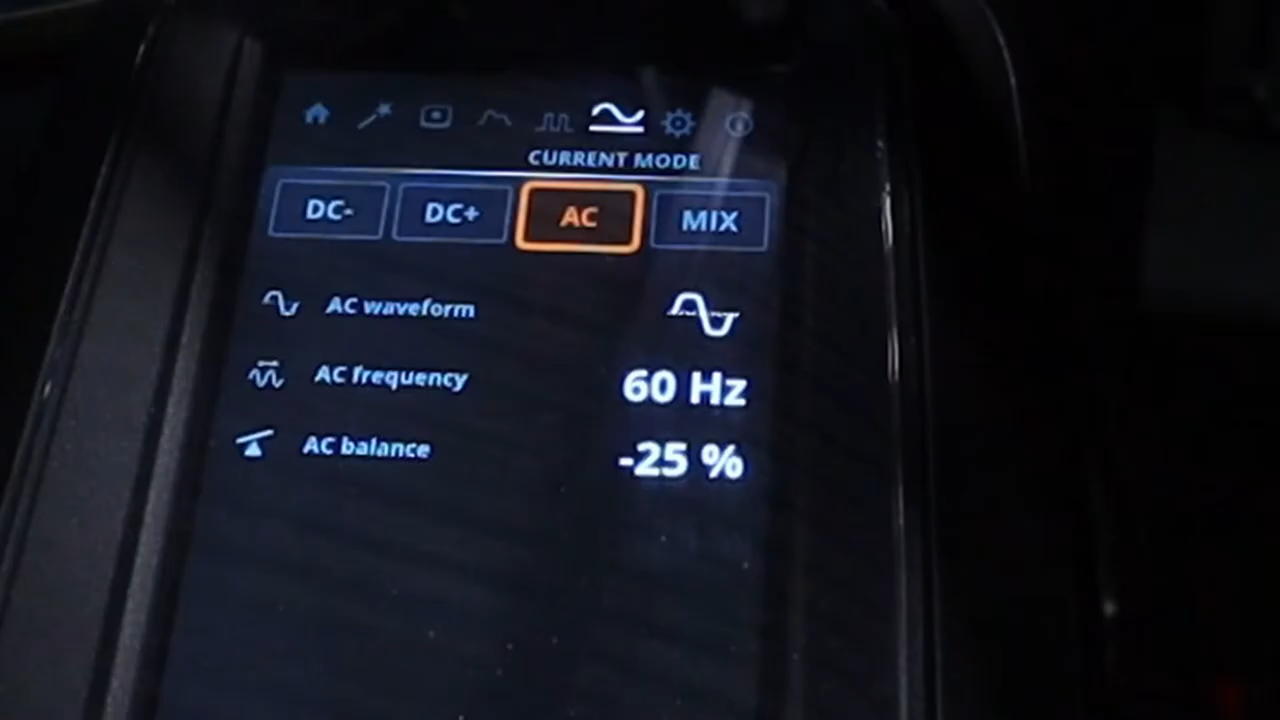 CURRENT MODE
DC- DC+ AC MIX
AC waveform
AC frequency 60 Hz
AC balance -25 %